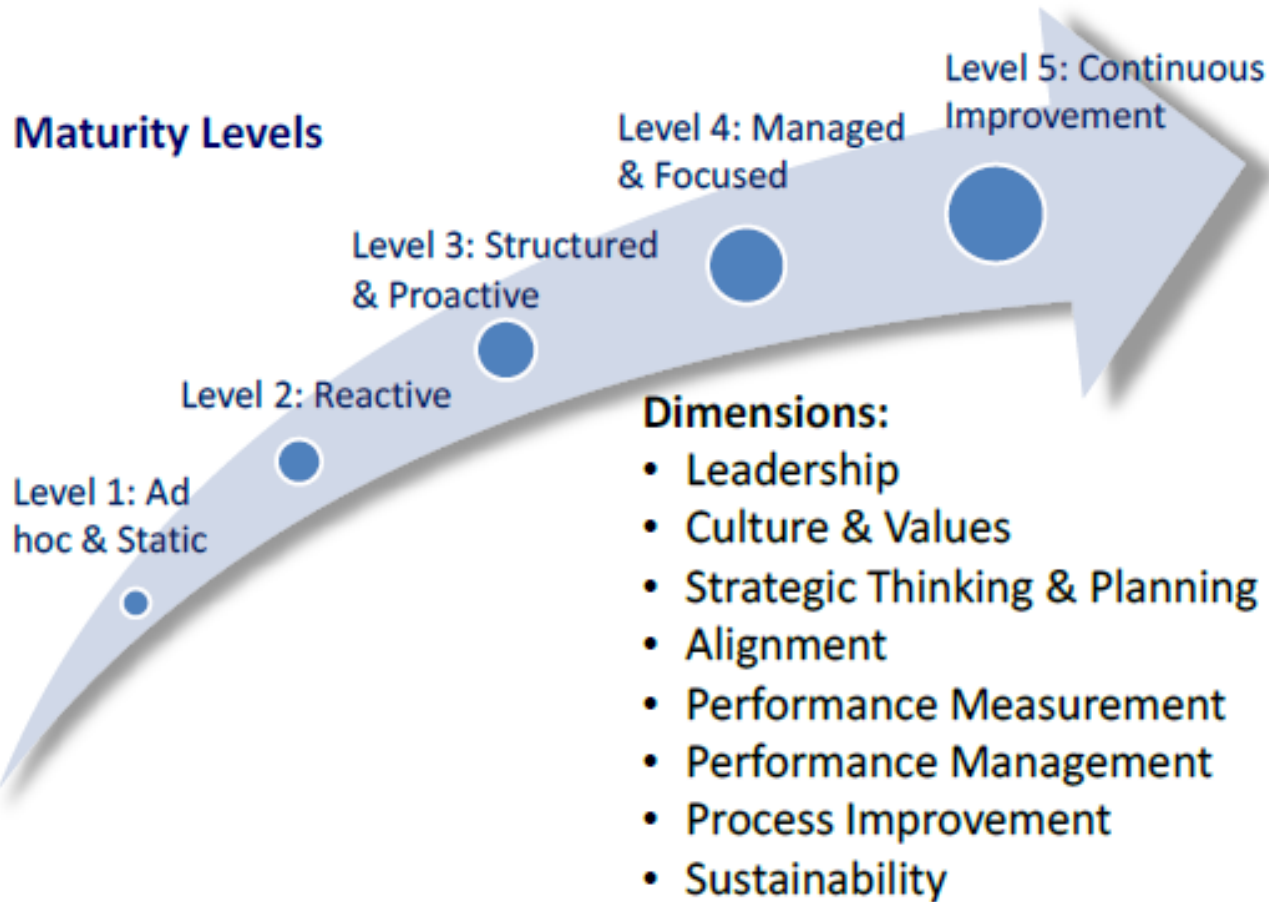 Maturity Levels
Level 5: Continuous
Improvement
Level 4: Managed
& Focused
Level 3: Structured
& Proactive
Level 2: Reactive
Level 1: Ad
hoc & Static
Dimensions:
• Leadership
• Culture & Values
• Strategic Thinking & Planning
• Alignment
• Performance Measurement
• Performance Management
• Process Improvement
• Sustainability